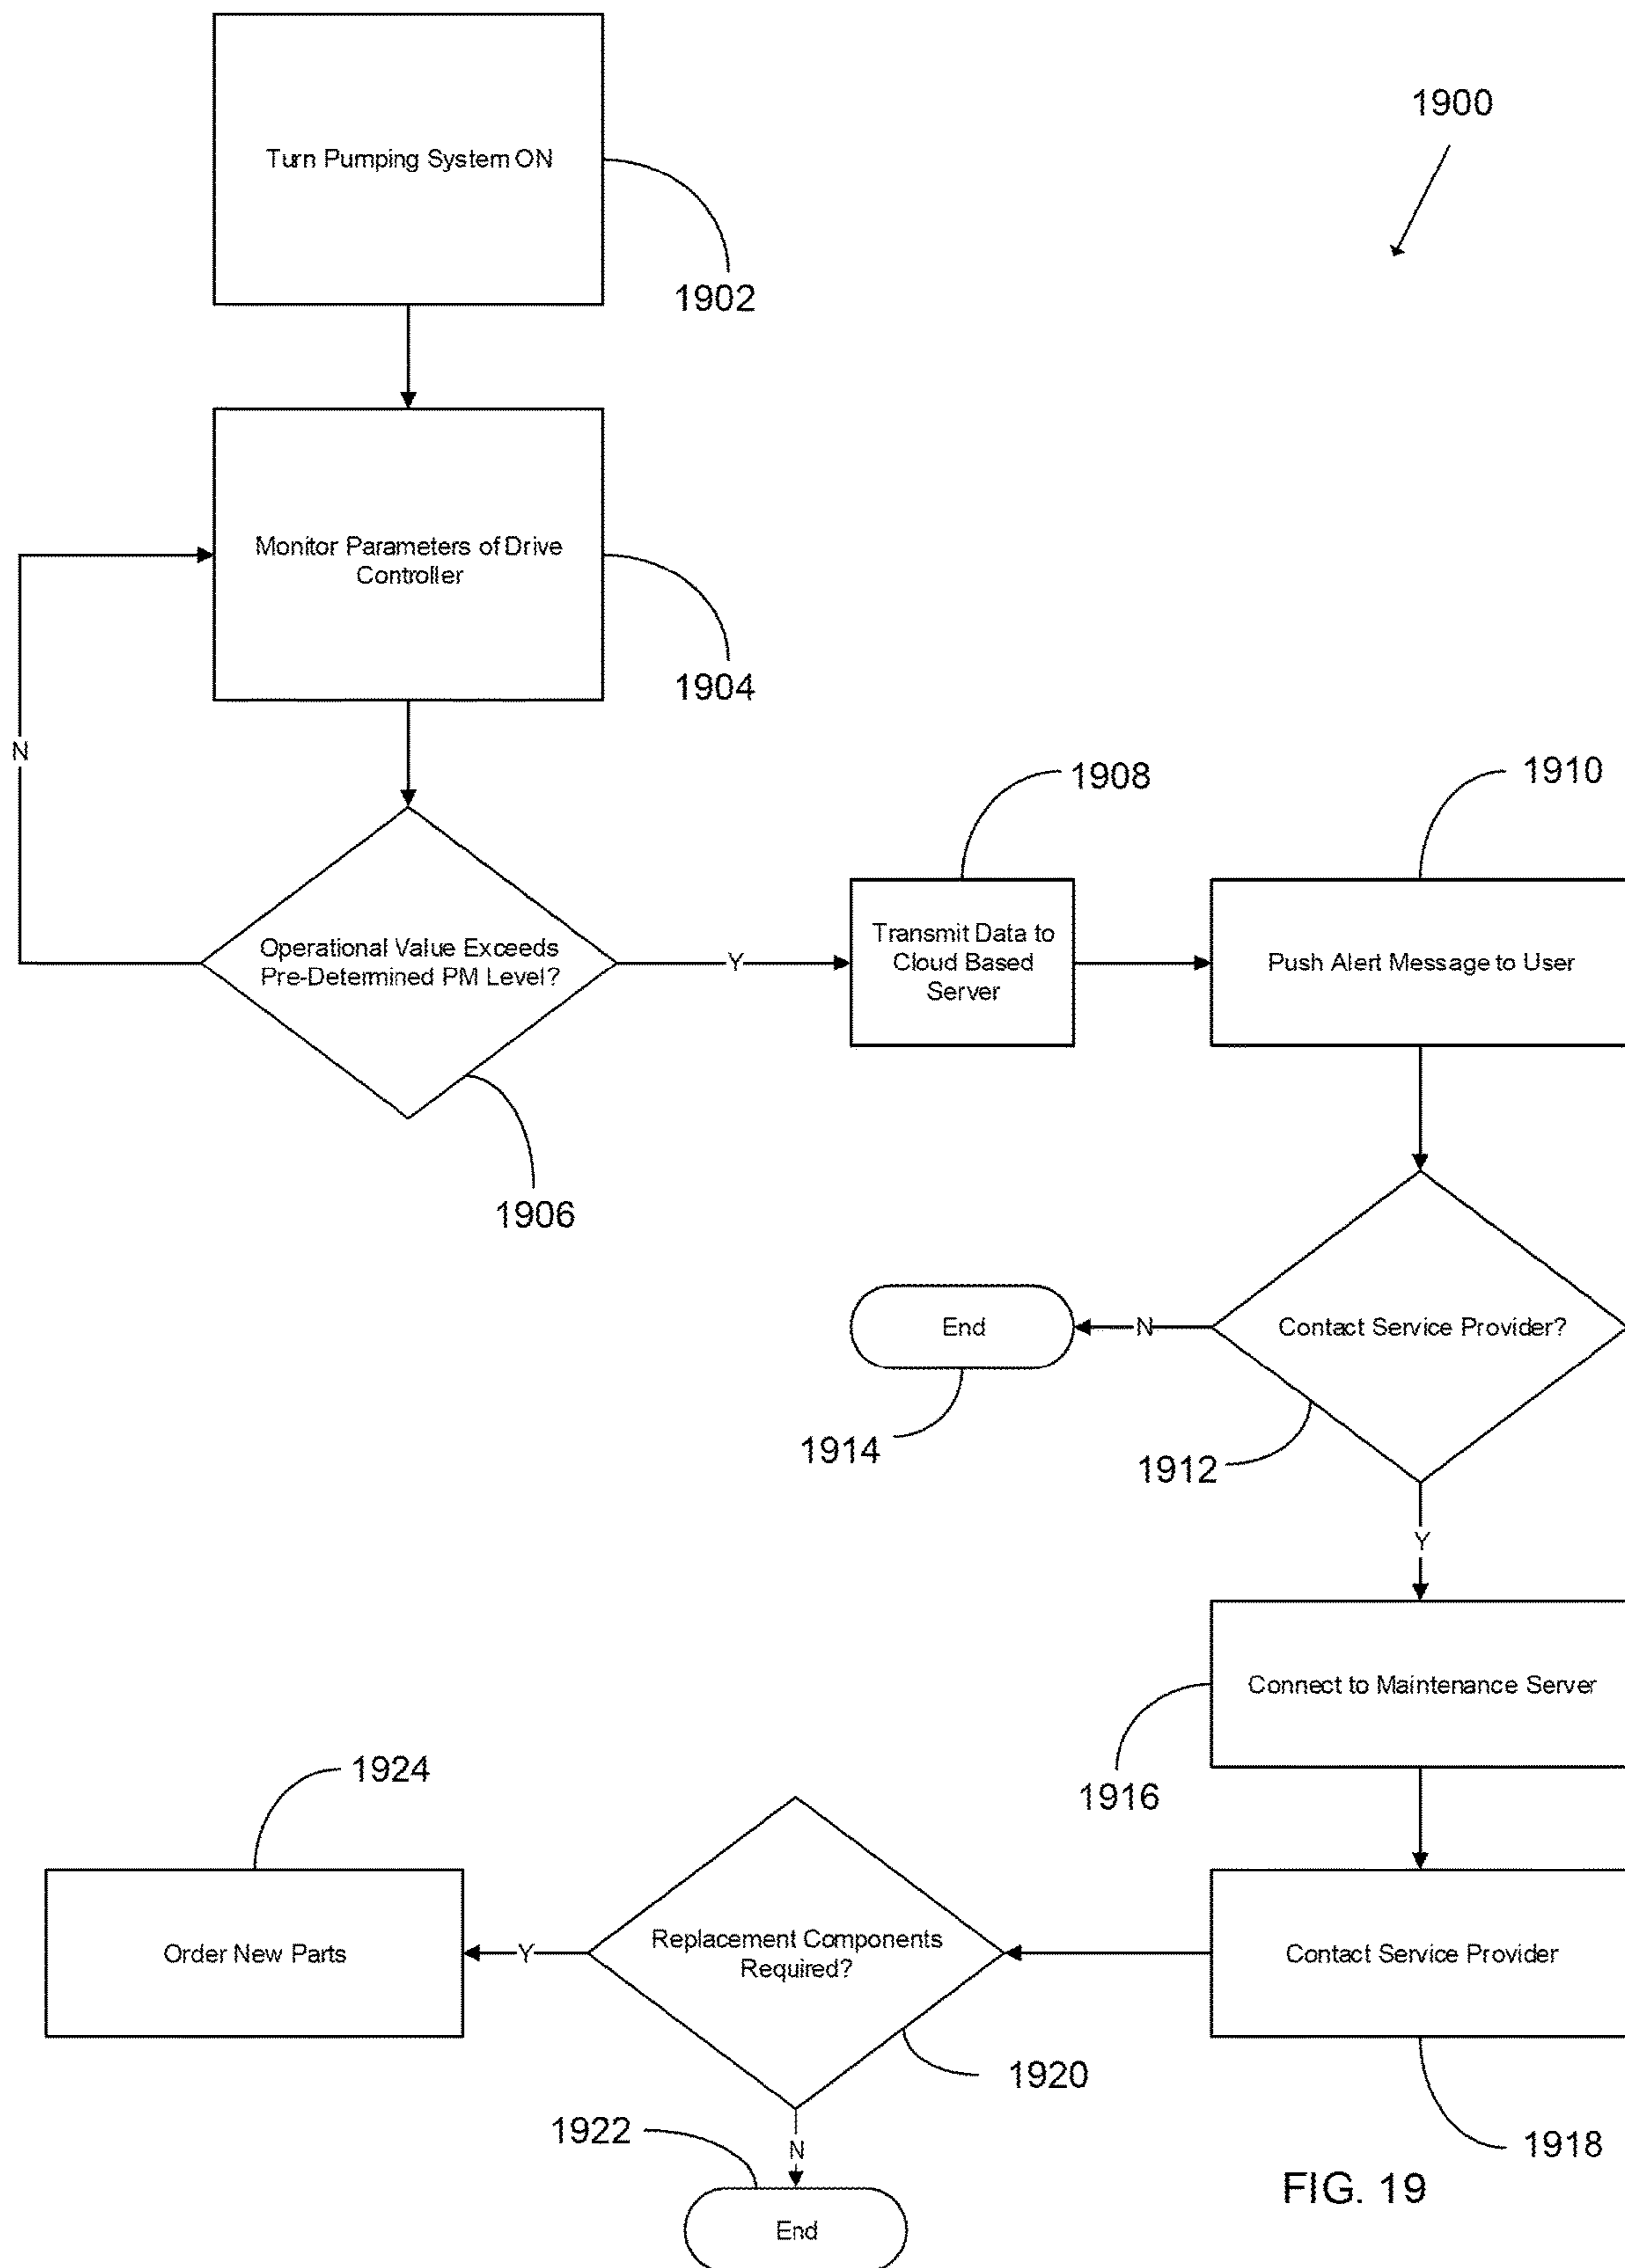 1900
Turn Pumping System ON
1902
Monitor Parameters of Drive
Controller
1904
N
Operational Value Exceeds
Pre-Determined PM Level?
1906
Y
1908
Transmit Data to
Cloud Based
Server
1910
Push Alert Message to User
Contact Service Provider?
1912
N
End
1914
Y
Connect to Maintenance Server
1916
Contact Service Provider
1918
Replacement Components
Required?
1920
Y
Order New Parts
1924
N
1922
End
FIG. 19